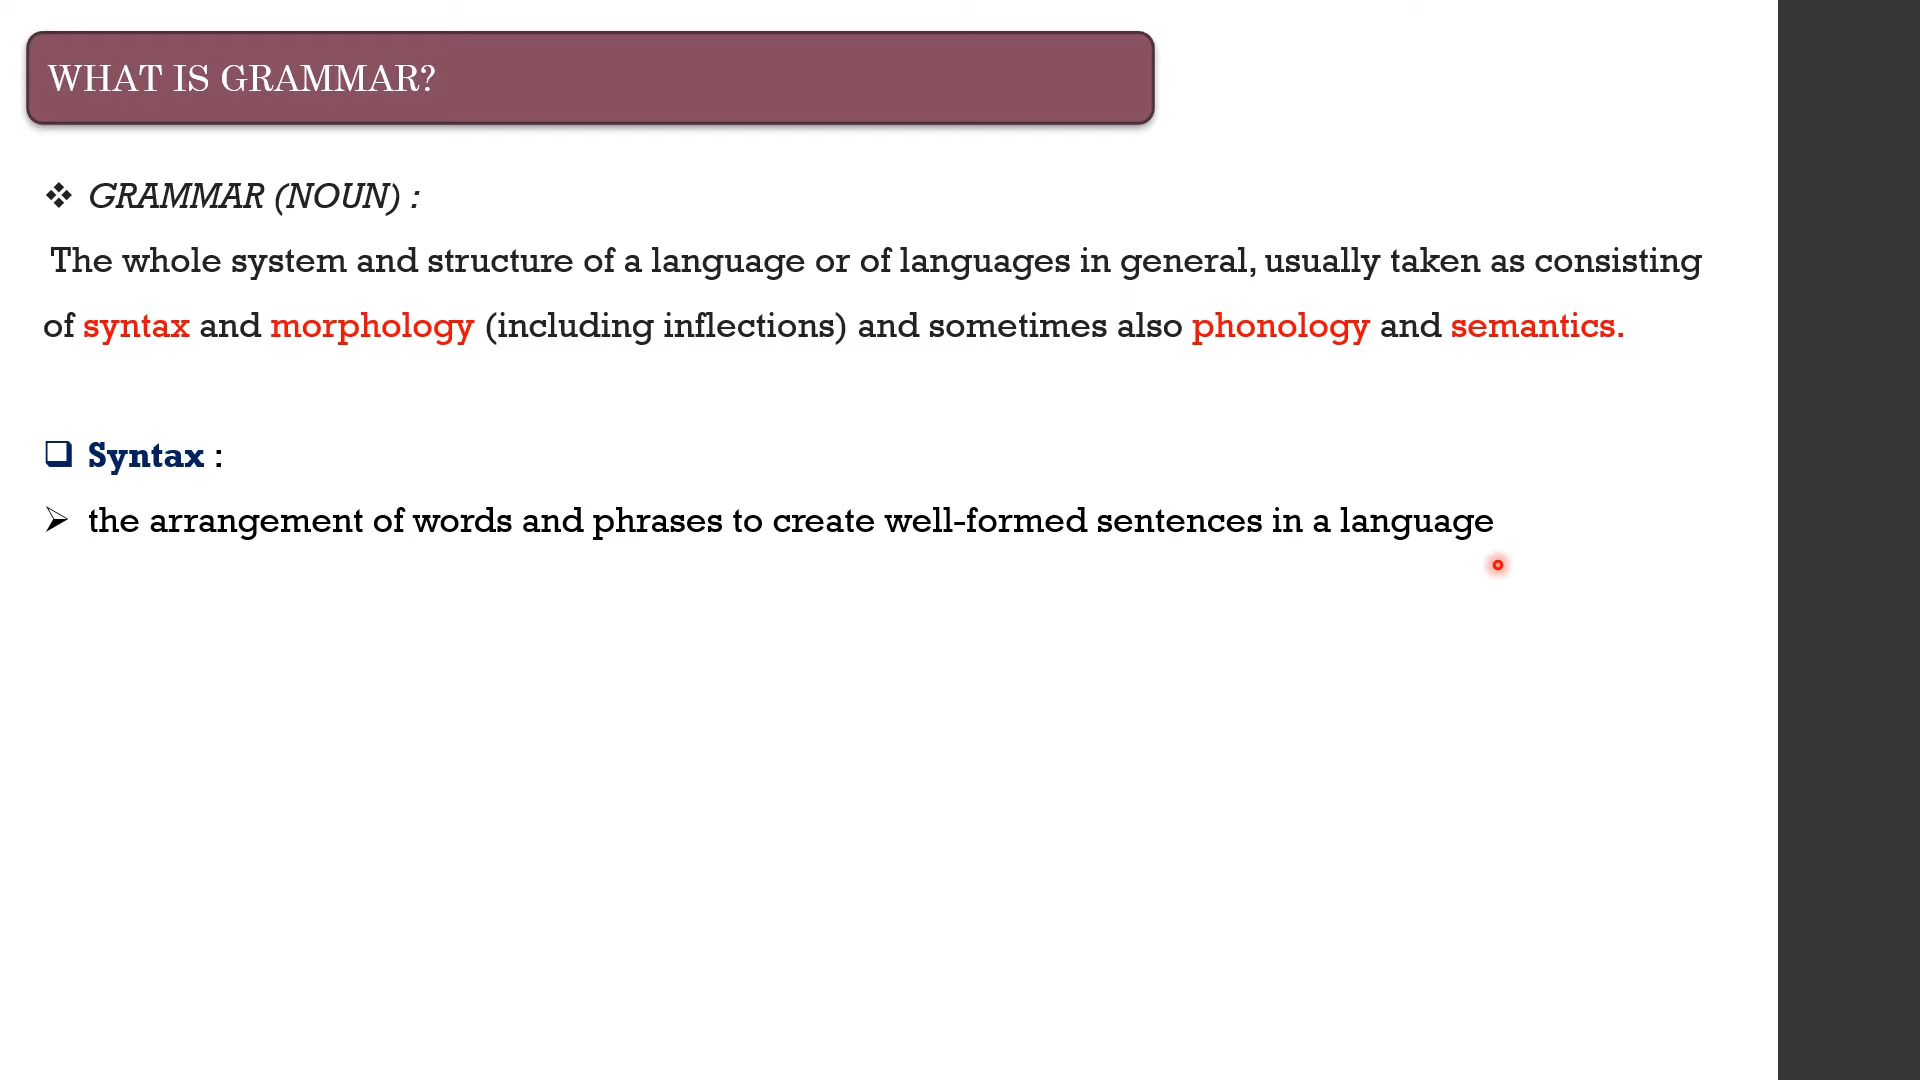 WHAT IS GRAMMAR?
❖ GRAMMAR (NOUN) :
The whole system and structure of a language or of languages in general, usually taken as consisting
of syntax and morphology (including inflections) and sometimes also phonology and semantics.
❑ Syntax :
➢ the arrangement of words and phrases to create well-formed sentences in a language